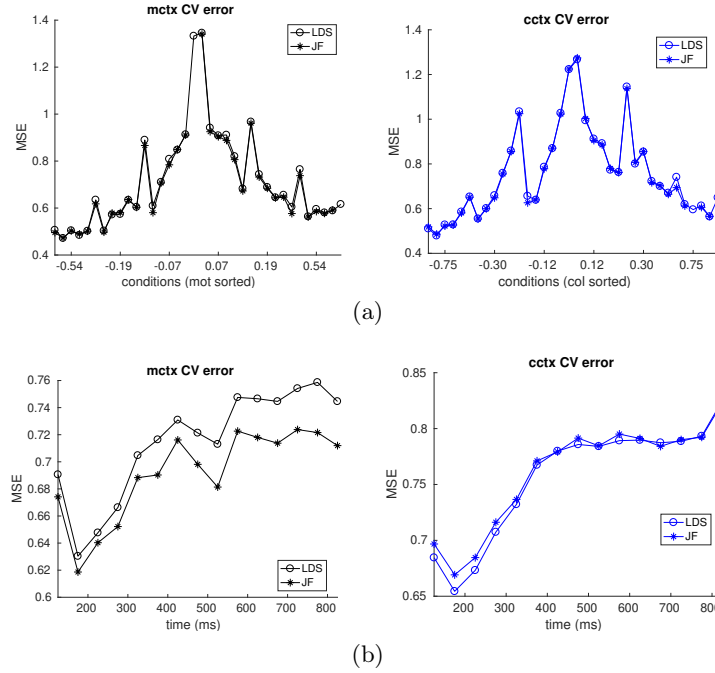 mctx CV error
MSE
1.4
1.2
1
0.8
0.6
0.4
LDS
JF
-0.54
-0.19
-0.07
0.07
0.19
0.54
conditions (mot sorted)
cctx CV error
MSE
1.4
1.2
1
0.8
0.6
0.4
LDS
JF
-0.75
-0.30
-0.12
0.12
0.30
0.75
conditions (col sorted)
(a)
mctx CV error
MSE
0.76
0.72
0.7
0.68
0.64
0.62
0.6
LDS
JF
200
300
400
500
600
700
800
time (ms)
cctx CV error
MSE
0.85
0.8
0.7
0.65
LDS
JF
200
300
400
500
600
700
800
time (ms)
(b)